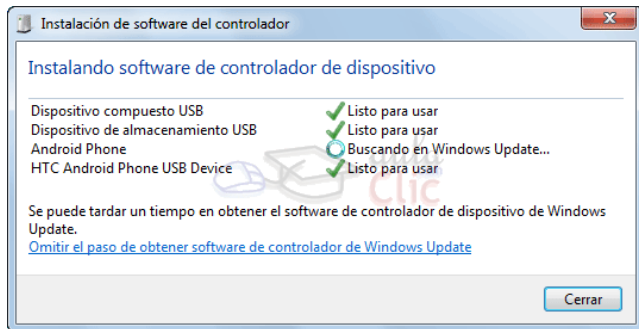 Instalación de software del controlador
Instalando software de controlador de dispositivo
Dispositivo compuesto USB Listo para usar
Dispositivo de almacenamiento USB Listo para usar
Android Phone Buscando en Windows Update...
HTC Android Phone USB Device Listo para usar
aula
Clic
Se puede tardar un tiempo en obtener el software de controlador de dispositivo de Windows
Update.
Omitir el paso de obtener software de controlador de Windows Update
Cerrar